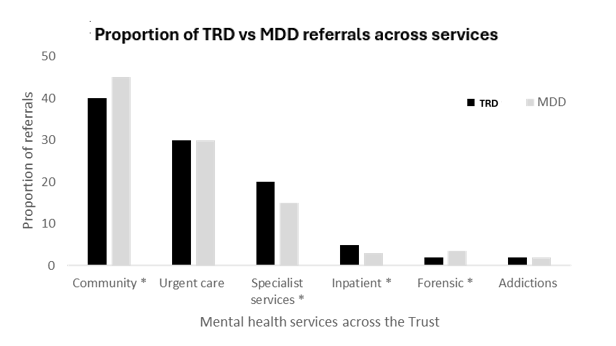 Proportion of TRD vs MDD referrals across services
50
40
30
20
10
0
Proportion of referrals
TRD
MDD
Community *
Urgent care
Specialist
services *
Inpatient *
Forensic *
Addictions
Mental health services across the Trust